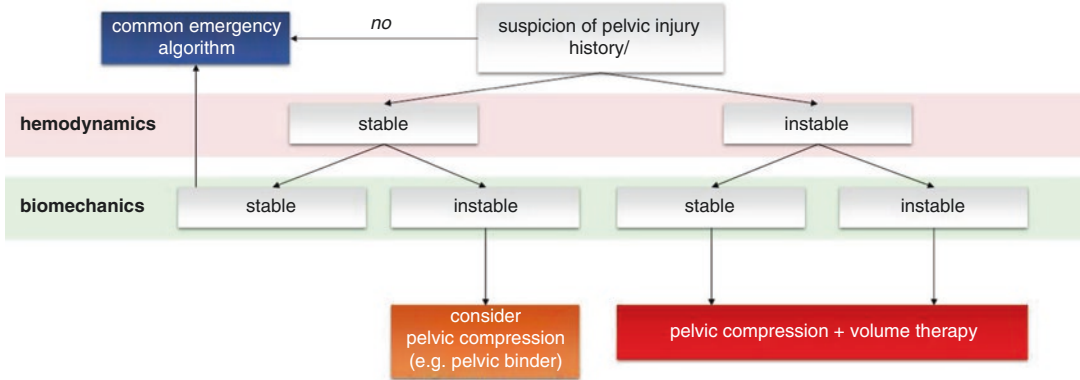 common emergency
algorithm
no
suspicion of pelvic injury
history/
hemodynamics
stable
instable
biomechanics
stable
instable
stable
instable
consider
pelvic compression
(e.g. pelvic binder)
pelvic compression + volume therapy